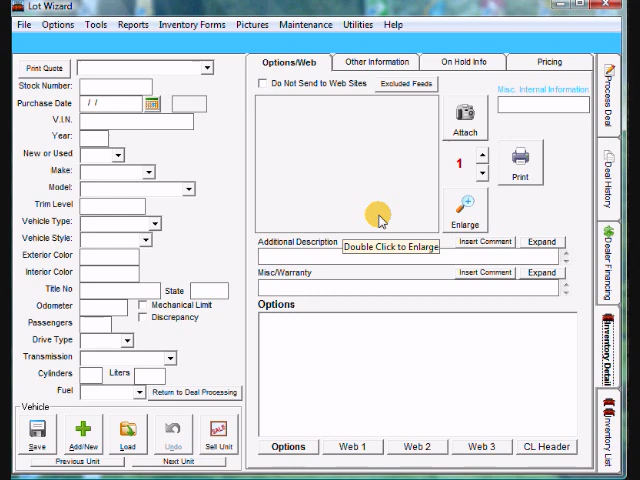 Lot Wizard
File Options Tools Reports Inventory Forms Pictures Maintenance Utilities Help
Print Quote
Stock Number:
Purchase Date / /
V.I.N.
Year:
New or Used
Make:
Model:
Trim Level
Vehicle Type:
Vehicle Style:
Exterior Color
Interior Color
Title No State
Odometer Mechanical Limit
Discrepancy
Passengers
Drive Type
Transmission
Cylinders Liters
Fuel Return to Deal Processing
Vehicle
Save Add/New Load Undo Sell Unit
SALE
Previous Unit Next Unit
Options/Web Other Information On Hold Info Pricing
Do Not Send to Web Sites Excluded Feeds
Misc. Internal Information
Attach
1
Print
Enlarge
Additional Description Insert Comment Expand
Double Click to Enlarge
Misc/Warranty Insert Comment Expand
Options
Options Web 1 Web 2 Web 3 CL Header
Process Deal
Deal History
Dealer Financing
Inventory Detail
Inventory List